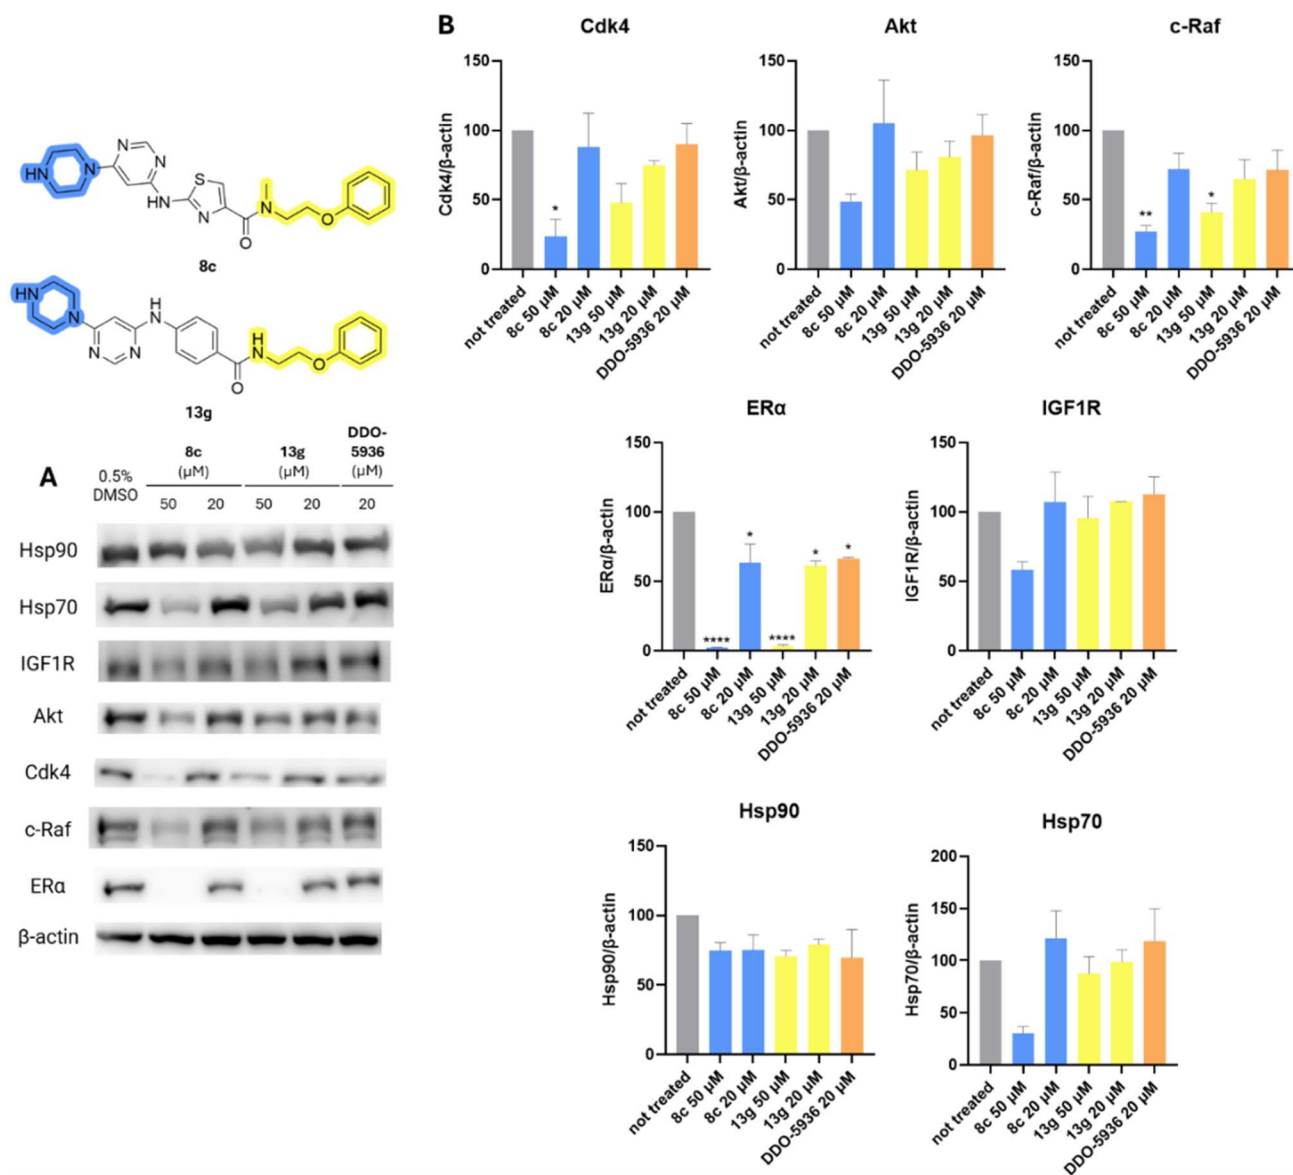 HN
N
N
N
NH
S
N
O
N
O
8c
HN
N
N
N
NH
O
H
N
O
13g
A
0.5%
DMSO
8c
(μM)
13g
(μM)
DDO-
5936
(μM)
50
20
50
20
20
Hsp90
Hsp70
IGF1R
Akt
Cdk4
c-Raf
ERα
β-actin
B
Cdk4
Cdk4/β-actin
150
100
50
0
*
not treated
8c 50 μM
8c 20 μM
13g 50 μM
13g 20 μM
DDO-5936 20 μM
Akt
Akt/β-actin
150
100
50
0
not treated
8c 50 μM
8c 20 μM
13g 50 μM
13g 20 μM
DDO-5936 20 μM
c-Raf
c-Raf/β-actin
150
100
50
0
**
*
not treated
8c 50 μM
8c 20 μM
13g 50 μM
13g 20 μM
DDO-5936 20 μM
ERα
ERα/β-actin
150
100
50
0
****
*
****
*
*
not treated
8c 50 μM
8c 20 μM
13g 50 μM
13g 20 μM
DDO-5936 20 μM
IGF1R
IGF1R/β-actin
150
100
50
0
not treated
8c 50 μM
8c 20 μM
13g 50 μM
13g 20 μM
DDO-5936 20 μM
Hsp90
Hsp90/β-actin
150
100
50
0
not treated
8c 50 μM
8c 20 μM
13g 50 μM
13g 20 μM
DDO-5936 20 μM
Hsp70
Hsp70/β-actin
200
150
100
50
0
not treated
8c 50 μM
8c 20 μM
13g 50 μM
13g 20 μM
DDO-5936 20 μM